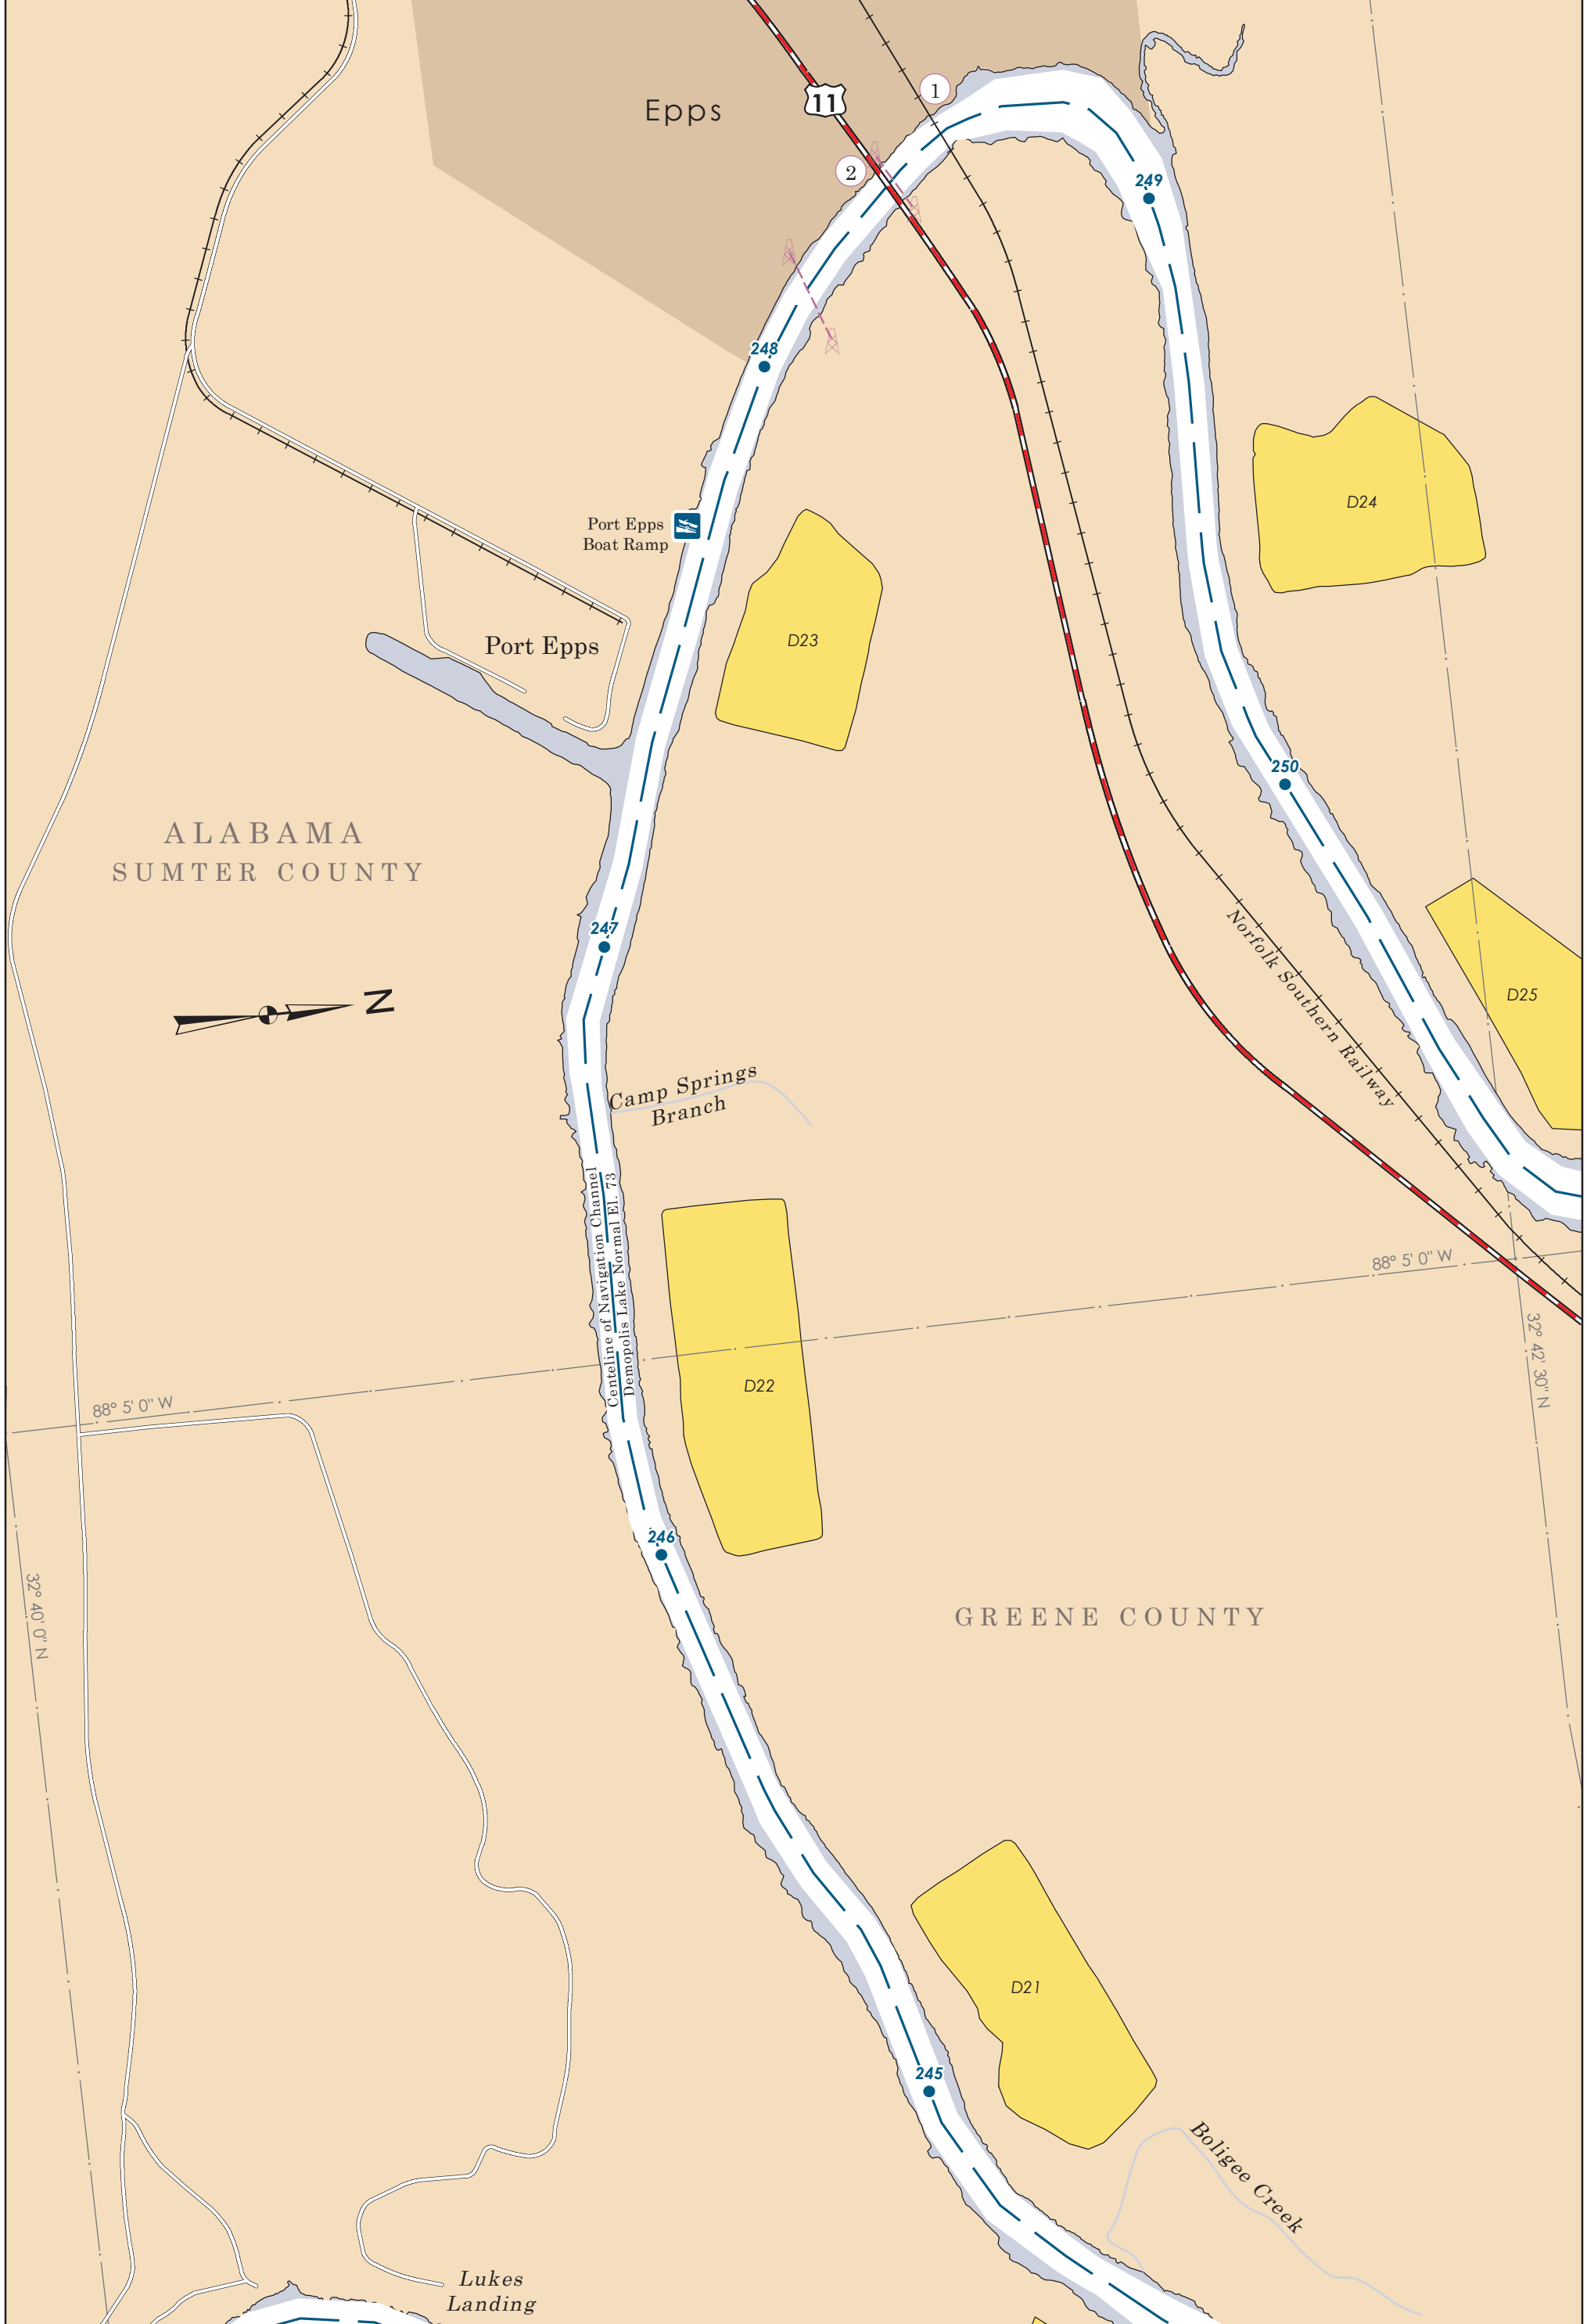 1
11
Epps
2
249
248
D24
Port Epps
Boat Ramp
D23
Port Epps
250
ALABAMA
SUMTER COUNTY
247
D25
Norfolk Southern Railway
N
Camp Springs
Branch
Centeline of Navigation Channel
Demopolis Lake Normal El. 73
88° 5' 0" W
32° 42' 30" N
D22
88° 5' 0" W
246
32° 40' 0" N
GREENE COUNTY
D21
245
Boligee Creek
Lukes
Landing